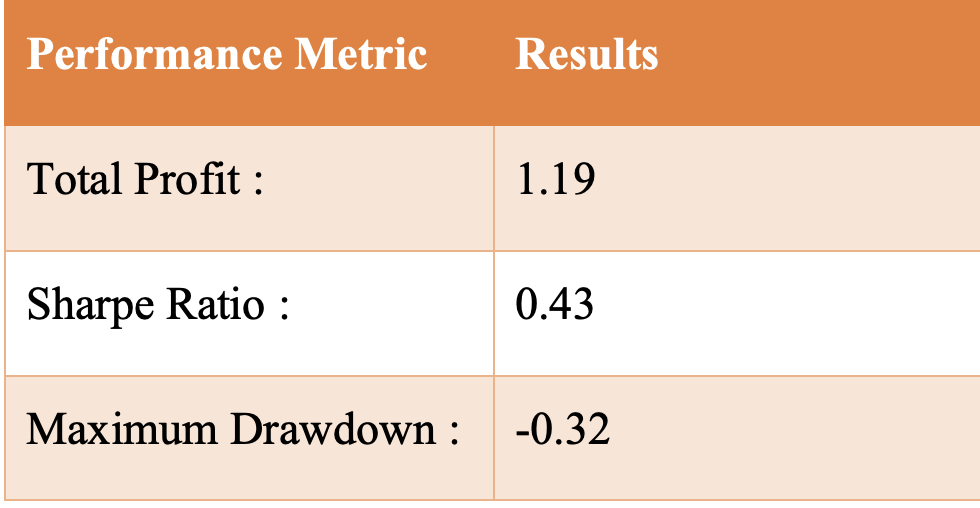 Performance Metric Results
Total Profit : 1.19
Sharpe Ratio : 0.43
Maximum Drawdown : -0.32